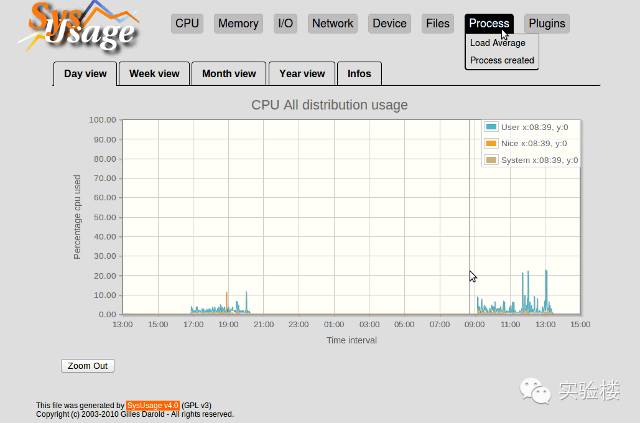 SysUsage
CPU Memory I/O Network Device Files Process Plugins
Load Average
Process created
Day view Week view Month view Year view Infos
CPU All distribution usage
Percentage cpu used
100.00
90.00
80.00
70.00
60.00
50.00
40.00
30.00
20.00
10.00
0.00
User x:08:39, y:0
Nice x:08:39, y:0
System x:08:39, y:0
13:00 15:00 17:00 19:00 21:00 23:00 01:00 03:00 05:00 07:00 09:00 11:00 13:00 15:00
Time interval
Zoom Out
实验楼
This file was generated by SysUsage v4.0 (GPL v3)
Copyright (c) 2003-2010 Gilles Darold - All rights reserved.